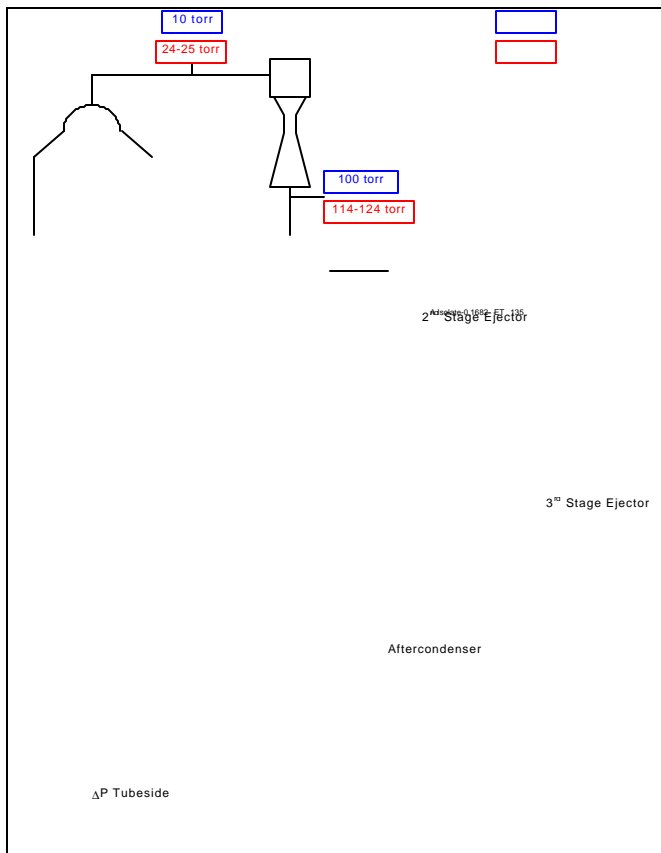 10 torr
24-25 torr
100 torr
114-124 torr
2nd Stage Ejector
3rd Stage Ejector
Aftercondenser
ΔP Tubeside